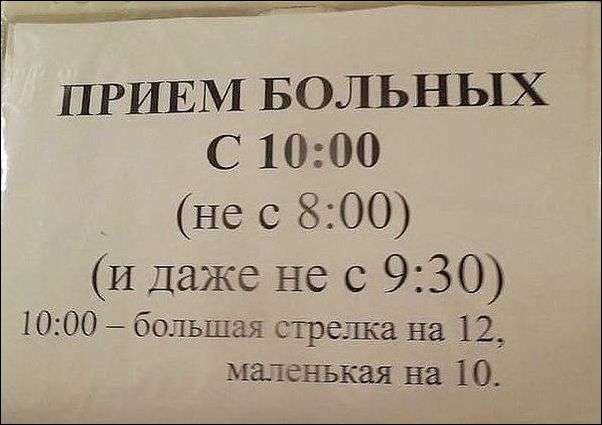 ПРИЕМ БОЛЬНЫХ
С 10:00
(не с 8:00)
(и даже не с 9:30)
10:00 – большая стрелка на 12,
маленькая на 10.